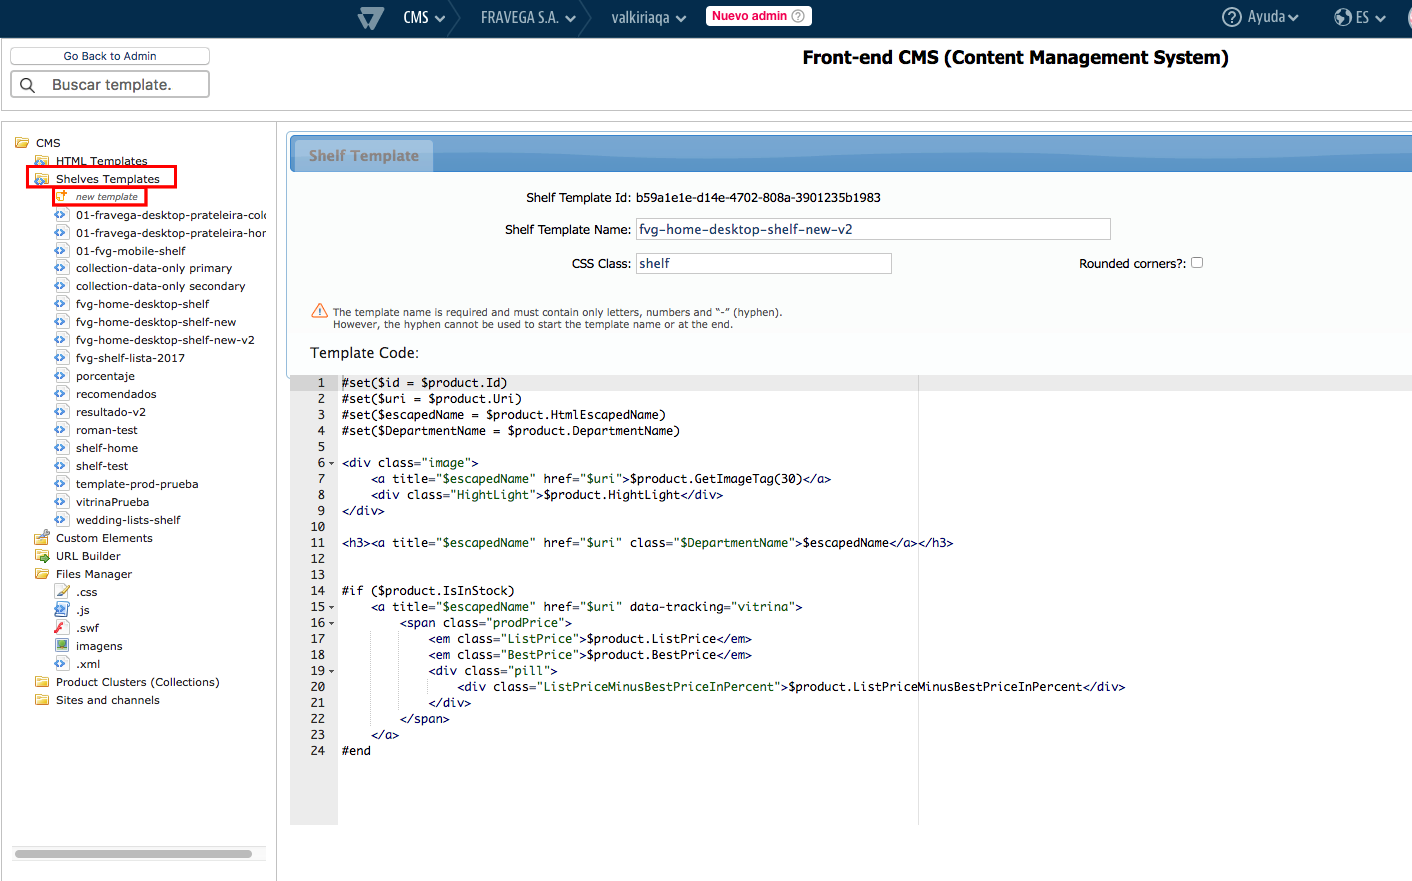 CMS
FRAVEGA S.A.
valkiriaqa
Nuevo admin
Ayuda
ES
Go Back to Admin
Buscar template.
Front-end CMS (Content Management System)
CMS
HTML Templates
Shelves Templates
new template
01-fravega-desktop-prateleira-colo
01-fravega-desktop-prateleira-hor
01-fvg-mobile-shelf
collection-data-only primary
collection-data-only secondary
fvg-home-desktop-shelf
fvg-home-desktop-shelf-new
fvg-home-desktop-shelf-new-v2
fvg-shelf-lista-2017
porcentaje
recomendados
resultado-v2
roman-test
shelf-home
shelf-test
template-prod-prueba
vitrinaPrueba
wedding-lists-shelf
Custom Elements
URL Builder
Files Manager
.css
.js
.swf
imagens
.xml
Product Clusters (Collections)
Sites and channels
Shelf Template
Shelf Template Id: b59a1e1e-d14e-4702-808a-3901235b1983
Shelf Template Name: fvg-home-desktop-shelf-new-v2
CSS Class: shelf
Rounded corners?:
The template name is required and must contain only letters, numbers and “-” (hyphen).
However, the hyphen cannot be used to start the template name or at the end.
Template Code:
1 #set($id = $product.Id)
2 #set($uri = $product.Uri)
3 #set($escapedName = $product.HtmlEscapedName)
4 #set($DepartmentName = $product.DepartmentName)
5
6 <div class="image">
7 <a title="$escapedName" href="$uri">$product.GetImageTag(30)</a>
8 <div class="HightLight">$product.HightLight</div>
9 </div>
10
11 <h3><a title="$escapedName" href="$uri" class="$DepartmentName">$escapedName</a></h3>
12
13
14 #if ($product.IsInStock)
15 <a title="$escapedName" href="$uri" data-tracking="vitrina">
16 <span class="prodPrice">
17 <em class="ListPrice">$product.ListPrice</em>
18 <em class="BestPrice">$product.BestPrice</em>
19 <div class="pill">
20 <div class="ListPriceMinusBestPriceInPercent">$product.ListPriceMinusBestPriceInPercent</div>
21 </div>
22 </span>
23 </a>
24 #end